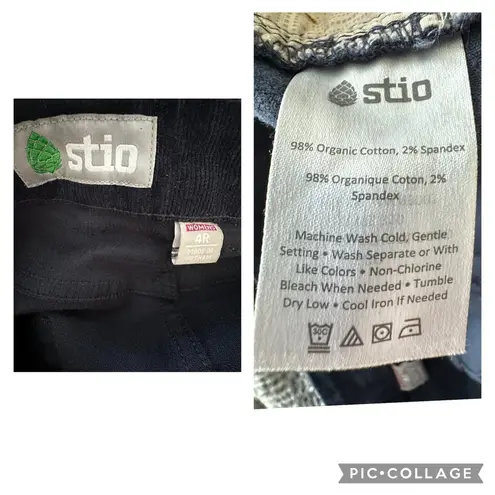 stio
WOMENS
4R
stio
98% Organic Cotton, 2% Spandex
98% Organique Coton, 2%
Spandex
Machine Wash Cold, Gentle
Setting • Wash Separate or With
Like Colors • Non-Chlorine
Bleach When Needed • Tumble
Dry Low • Cool Iron If Needed
30C
PIC•COLLAGE